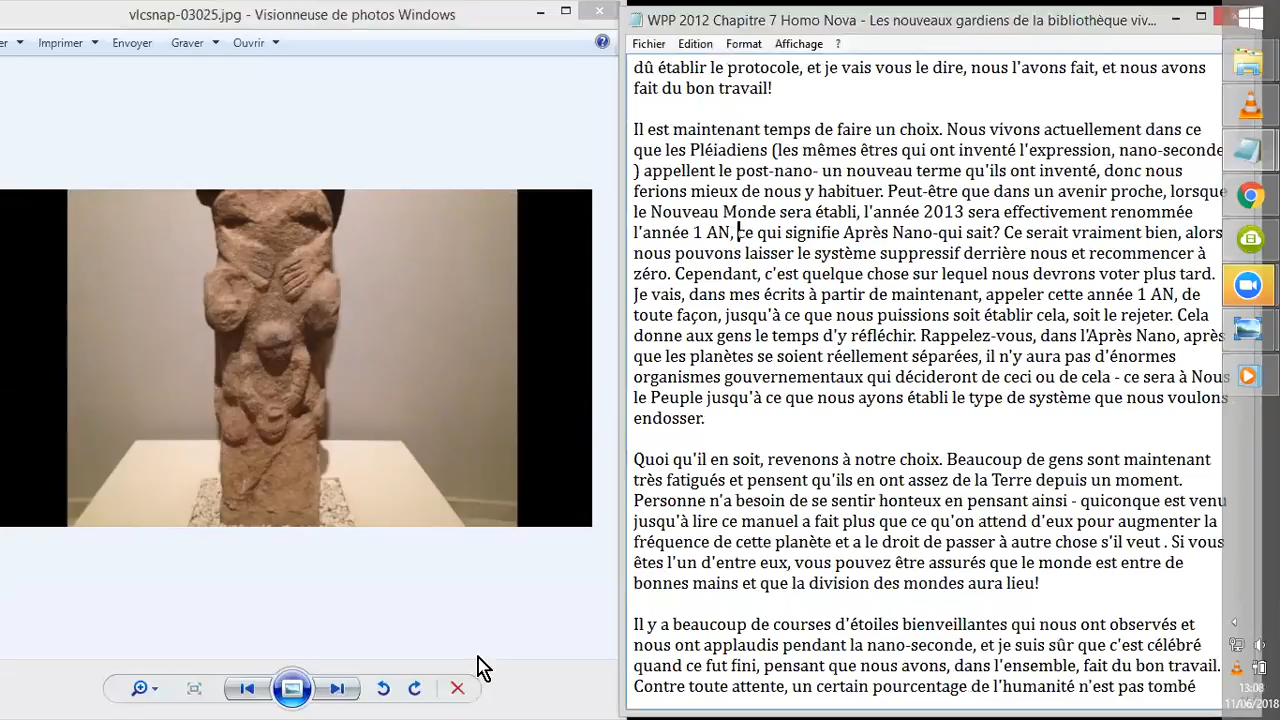 vlcsnap-03025.jpg - Visionneuse de photos Windows
Imprimer
Envoyer
Graver
Ouvrir
WPP 2012 Chapitre 7 Homo Nova - Les nouveaux gardiens de la bibliothèque viv...
Fichier Edition Format Affichage ?
dû établir le protocole, et je vais vous le dire, nous l'avons fait, et nous avons
fait du bon travail!
Il est maintenant temps de faire un choix. Nous vivons actuellement dans ce
que les Pléiadiens (les mêmes êtres qui ont inventé l'expression, nano-seconde
) appellent le post-nano- un nouveau terme qu'ils ont inventé, donc nous
ferions mieux de nous y habituer. Peut-être que dans un avenir proche, lorsque
le Nouveau Monde sera établi, l'année 2013 sera effectivement renommée
l'année 1 AN, ce qui signifie Après Nano-qui sait? Ce serait vraiment bien, alors
nous pouvons laisser le système suppressif derrière nous et recommencer à
zéro. Cependant, c'est quelque chose sur lequel nous devrons voter plus tard.
Je vais, dans mes écrits à partir de maintenant, appeler cette année 1 AN, de
toute façon, jusqu'à ce que nous puissions soit établir cela, soit le rejeter. Cela
donne aux gens le temps d'y réfléchir. Rappelez-vous, dans l'Après Nano, après
que les planètes se soient réellement séparées, il n'y aura pas d'énormes
organismes gouvernementaux qui décideront de ceci ou de cela - ce sera à Nous
le Peuple jusqu'à ce que nous ayons établi le type de système que nous voulons
endosser.
Quoi qu'il en soit, revenons à notre choix. Beaucoup de gens sont maintenant
très fatigués et pensent qu'ils en ont assez de la Terre depuis un moment.
Personne n'a besoin de se sentir honteux en pensant ainsi - quiconque est venu
jusqu'à lire ce manuel a fait plus que ce qu'on attend d'eux pour augmenter la
fréquence de cette planète et a le droit de passer à autre chose s'il veut . Si vous
êtes l'un d'entre eux, vous pouvez être assurés que le monde est entre de
bonnes mains et que la division des mondes aura lieu!
Il y a beaucoup de courses d'étoiles bienveillantes qui nous ont observés et
nous ont applaudis pendant la nano-seconde, et je suis sûr que c'est célébré
quand ce fut fini, pensant que nous avons, dans l'ensemble, fait du bon travail.
Contre toute attente, un certain pourcentage de l'humanité n'est pas tombé
13:08
11/06/2018